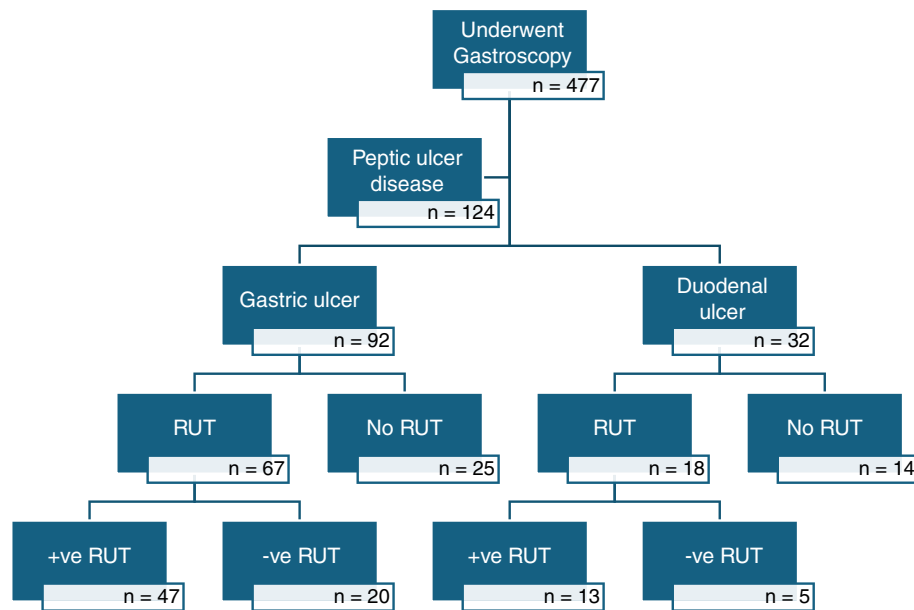 Underwent
Gastroscopy
n = 477
Peptic ulcer
disease
n = 124
Gastric ulcer
n = 92
Duodenal
ulcer
n = 32
RUT
n = 67
No RUT
n = 25
RUT
n = 18
No RUT
n = 14
+ve RUT
n = 47
-ve RUT
n = 20
+ve RUT
n = 13
-ve RUT
n = 5